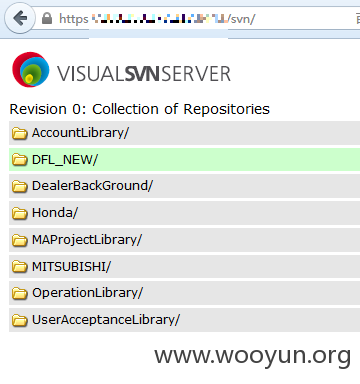 https
/svn/
VISUALSVNSERVER
Revision 0: Collection of Repositories
AccountLibrary/
DFL_NEW/
DealerBackGround/
Honda/
MAProjectLibrary/
MITSUBISHI/
OperationLibrary/
UserAcceptanceLibrary/
www.wooyun.org